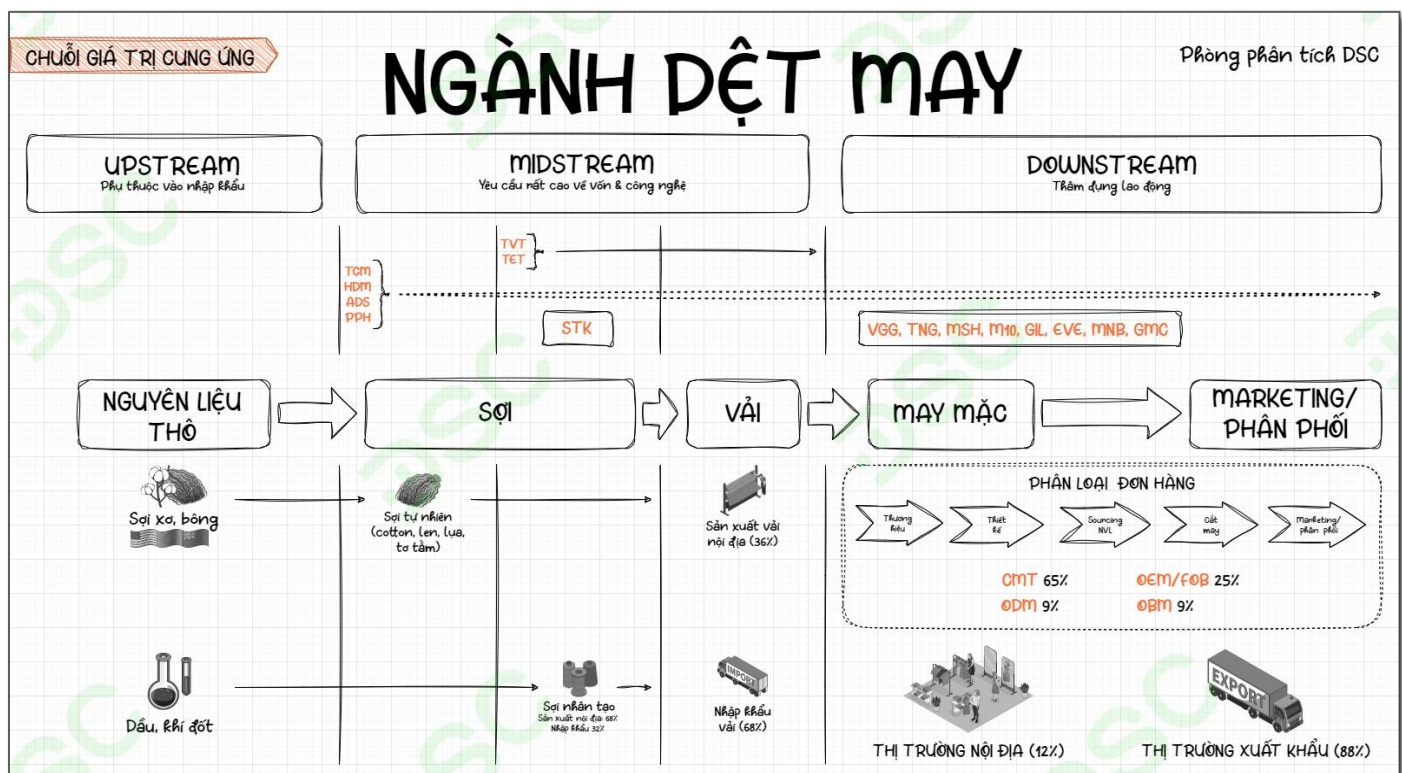 CHUỖI GIÁ TRỊ CUNG ỨNG
NGÀNH DỆT MAY
Phòng phân tích DSC
UPSTREAM
Phụ thuộc vào nhập khẩu
MIDSTREAM
Yêu cầu rất cao về vốn & công nghệ
DOWNSTREAM
Thâm dụng lao động
TVT
TET
TCM
HDM
ADS
PPH
STK
VGG, TNG, MSH, M10, GIL, EVE, MNB, GMC
NGUYÊN LIỆU
THÔ
SỢI
VẢI
MAY MẶC
MARKETING/
PHÂN PHỐI
Sợi xơ, bông
Sợi tự nhiên
(cotton, len, lụa,
tơ tằm)
Sản xuất vải
nội địa (36%)
PHÂN LOẠI ĐƠN HÀNG
Thương
hiệu
Thiết
kế
Sourcing
NVL
Cắt
may
Marketing/
phân phối
CMT 65%
OEM/FOB 25%
ODM 9%
OBM 9%
Dầu, khí đốt
Sợi nhân tạo
Sản xuất nội địa: 68%
Nhập khẩu 32%
IMPORT
Nhập khẩu
vải (68%)
THỊ TRƯỜNG NỘI ĐỊA (12%)
EXPORT
THỊ TRƯỜNG XUẤT KHẨU (88%)
DSC
DSC
DSC
DSC